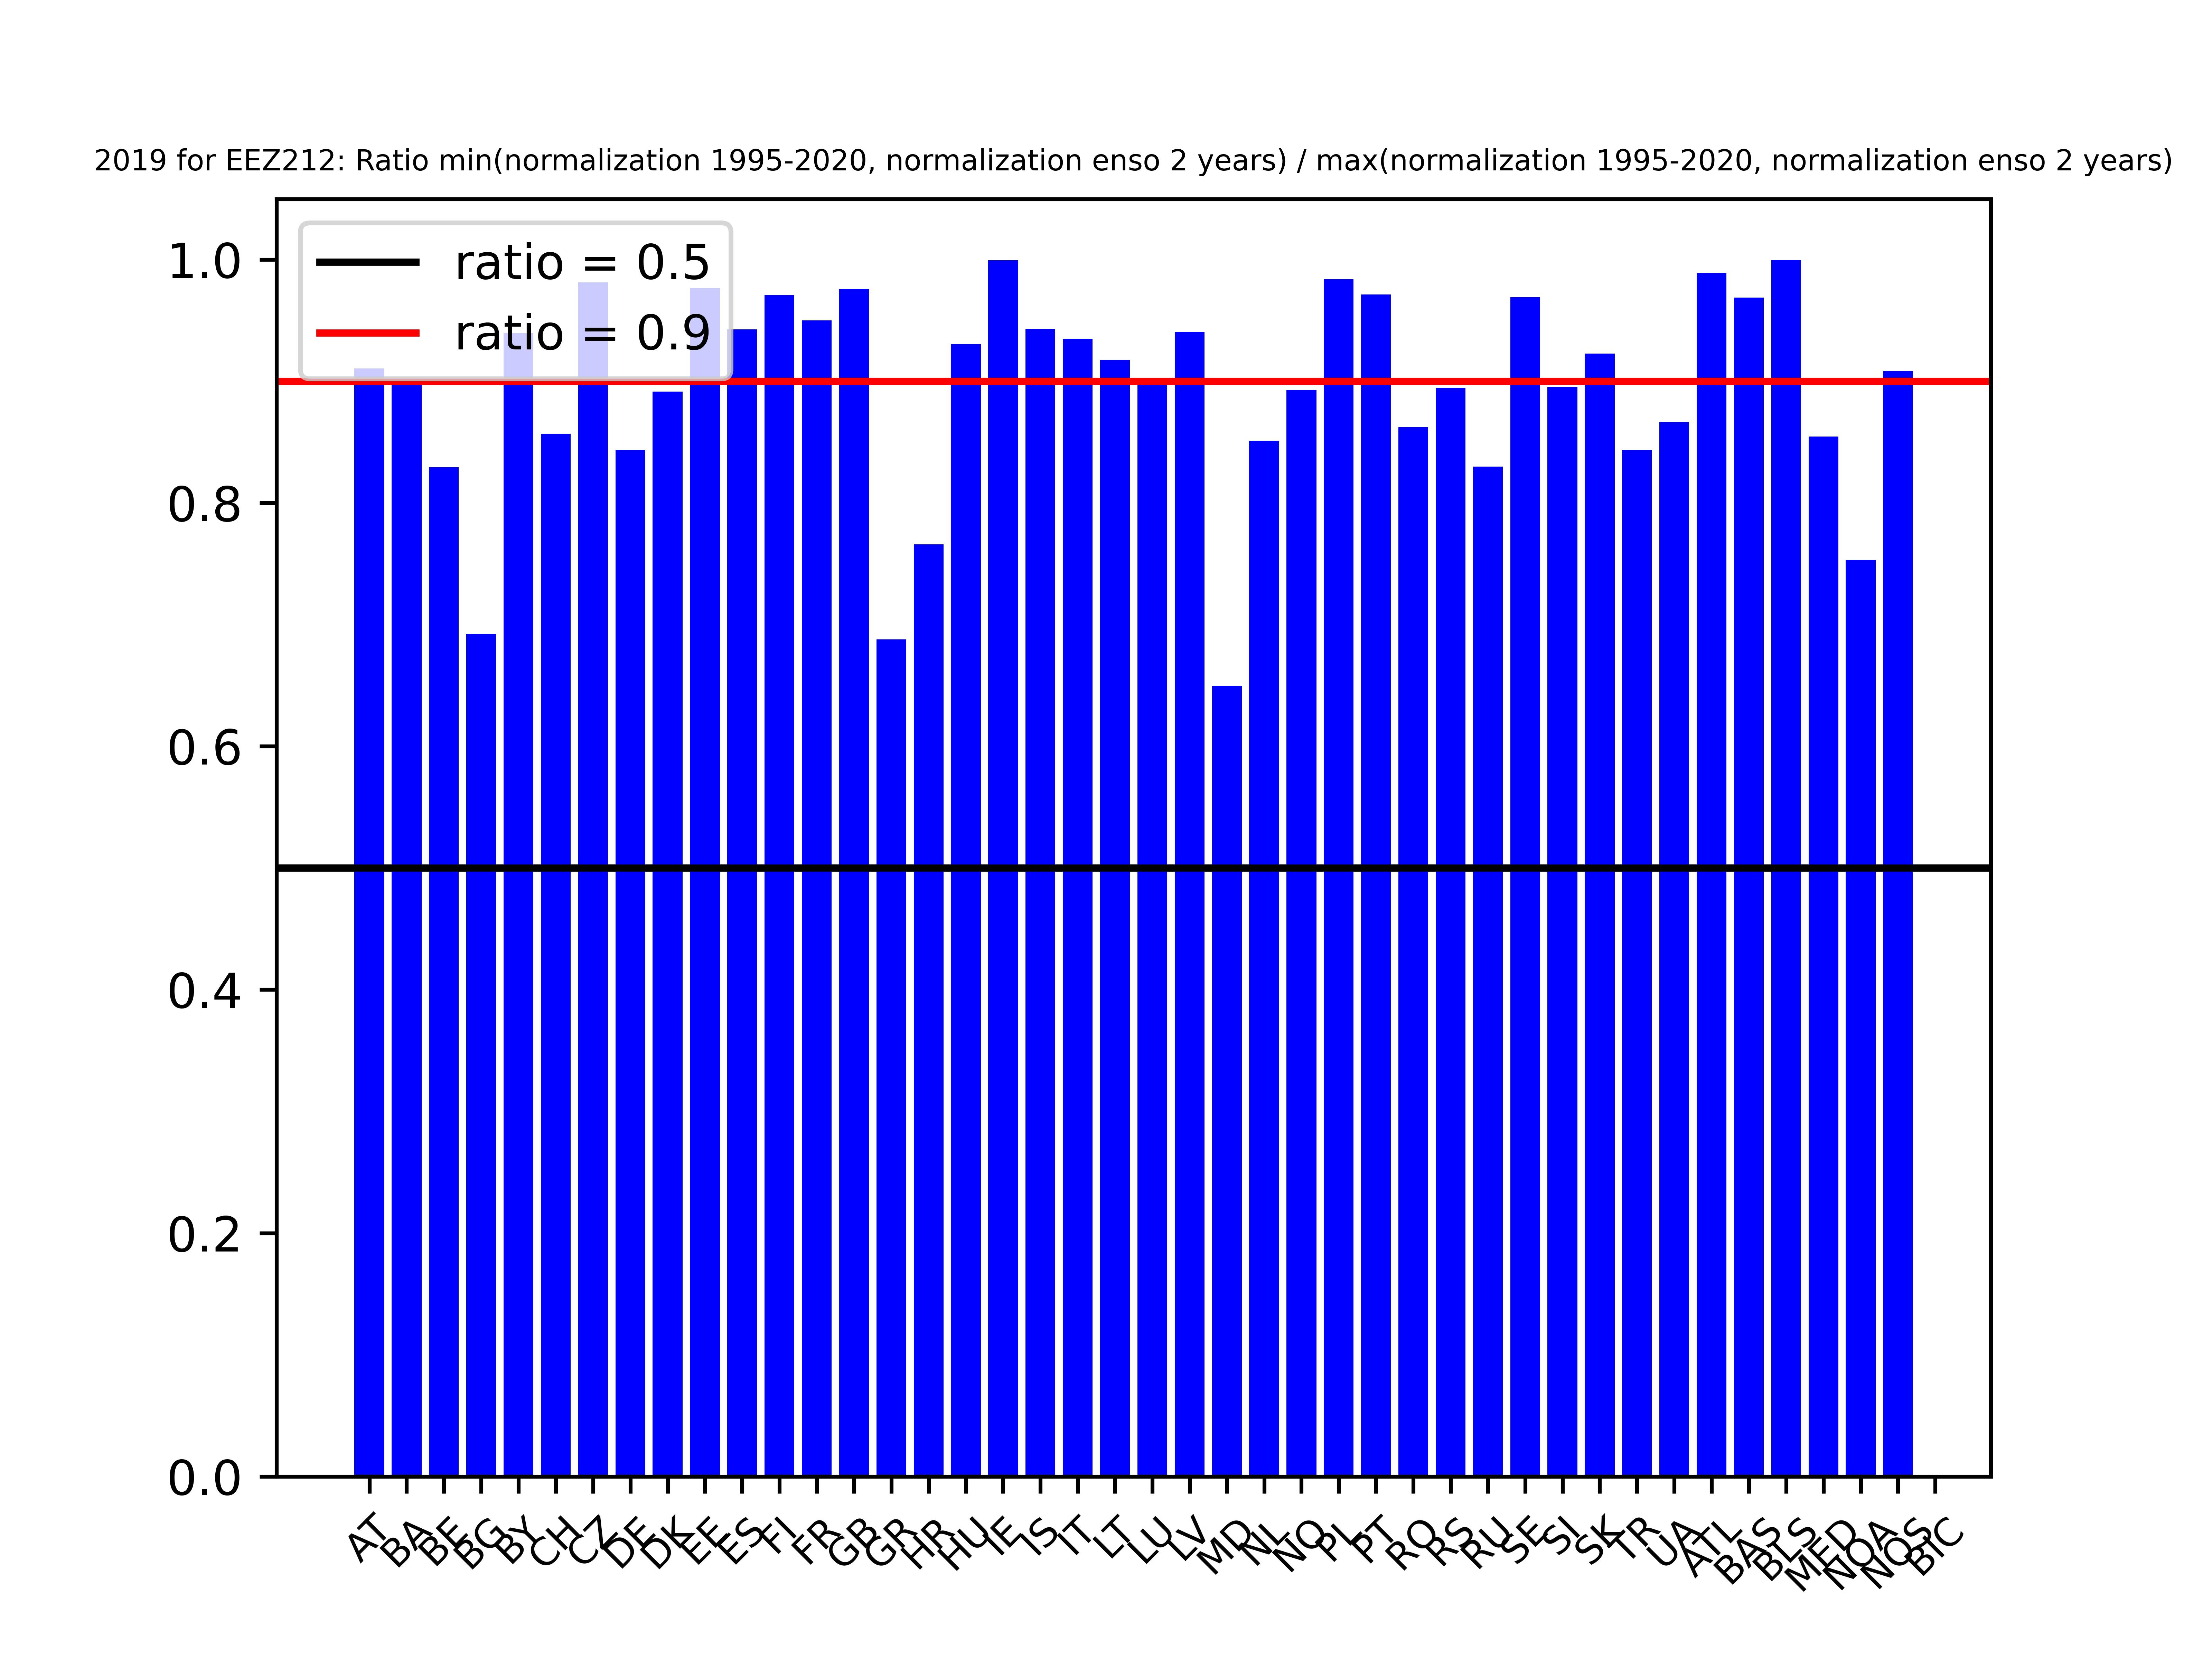 2019 for EEZ212: Ratio min(normalization 1995-2020, normalization enso 2 years) / max(normalization 1995-2020, normalization enso 2 years)
ratio = 0.5
ratio = 0.9
1.0
0.8
0.6
0.4
0.2
0.0
AT BA BE BG BY CH CZ DE DK EE ES FI FR GB GR HR HU IE IS IT LT LU LV MD NL NO PL PT RO RS RU SE SI SK TR UA ATL BAS BLS MED NOA NOS BIC